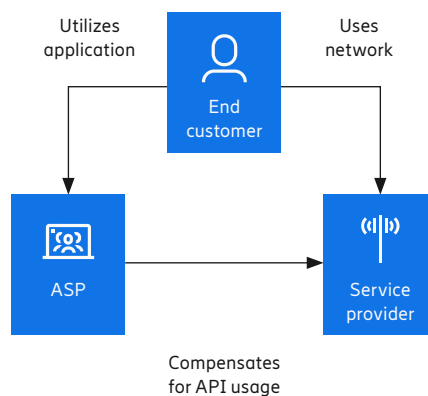 Utilizes
application
Uses
network
End
customer
ASP
Service
provider
Compensates
for API usage